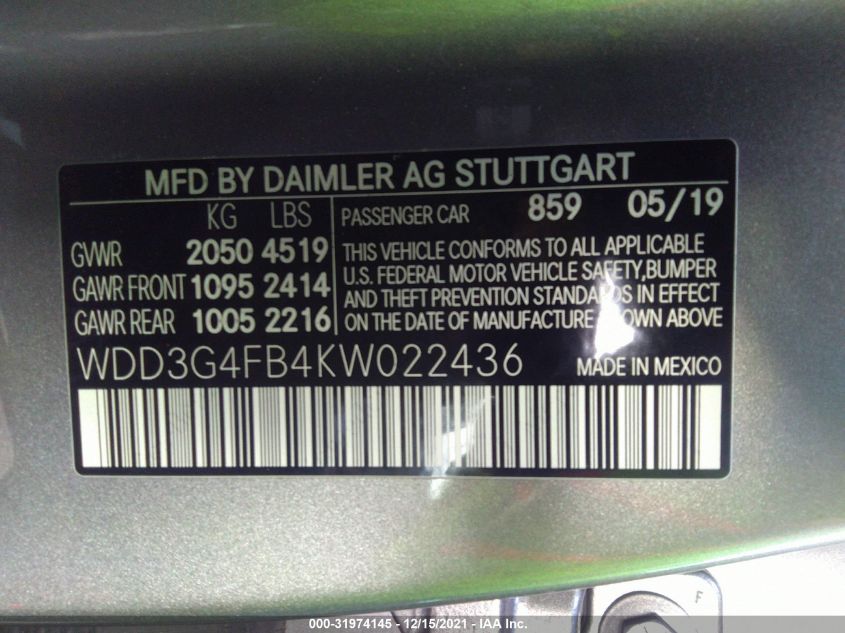 MFD BY DAIMLER AG STUTTGART
KG LBS
PASSENGER CAR 859 05/19
GVWR 2050 4519
GAWR FRONT 1095 2414
GAWR REAR 1005 2216
THIS VEHICLE CONFORMS TO ALL APPLICABLE
U.S. FEDERAL MOTOR VEHICLE SAFETY,BUMPER
AND THEFT PREVENTION STANDARDS IN EFFECT
ON THE DATE OF MANUFACTURE SHOWN ABOVE
WDD3G4FB4KW022436 MADE IN MEXICO
F
000-31974145 - 12/15/2021 - IAA Inc.